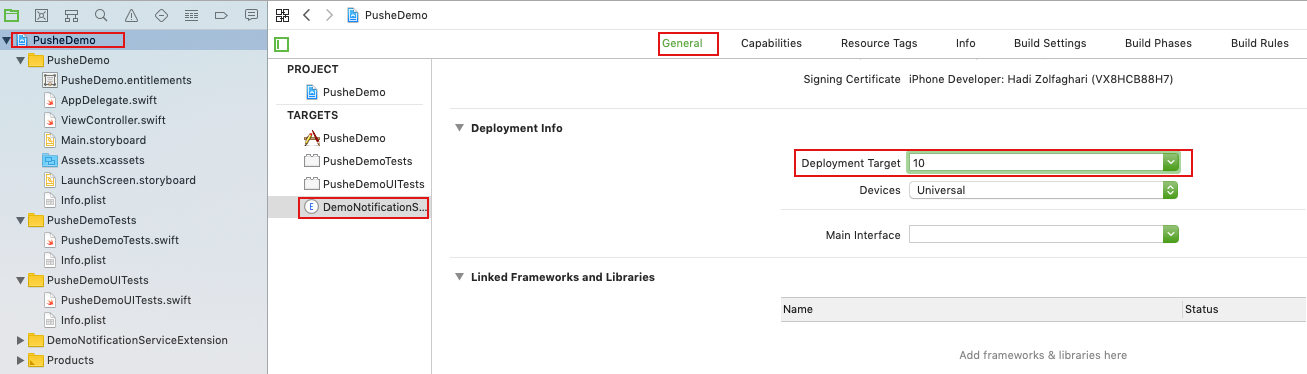 PusheDemo
PusheDemo
PusheDemo.entitlements
AppDelegate.swift
ViewController.swift
Main.storyboard
Assets.xcassets
LaunchScreen.storyboard
Info.plist
PusheDemoTests
PusheDemoTests.swift
Info.plist
PusheDemoUITests
PusheDemoUITests.swift
Info.plist
DemoNotificationServiceExtension
Products
PusheDemo
General Capabilities Resource Tags Info Build Settings Build Phases Build Rules
PROJECT
PusheDemo
TARGETS
PusheDemo
PusheDemoTests
PusheDemoUITests
E DemoNotificationS...
Signing Certificate iPhone Developer: Hadi Zolfaghari (VX8HCB88H7)
Deployment Info
Deployment Target 10
Devices Universal
Main Interface
Linked Frameworks and Libraries
Name Status
Add frameworks & libraries here